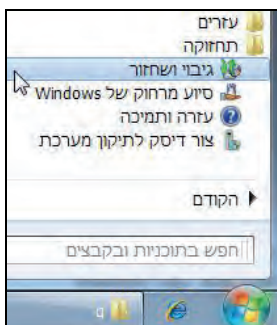 עזרים
תחזוקה
גיבוי ושחזור
סיוע מרחוק של Windows
עזרה ותמיכה
צור דיסק לתיקון מערכת
הקודם
חפש בתוכניות ובקבצים
q